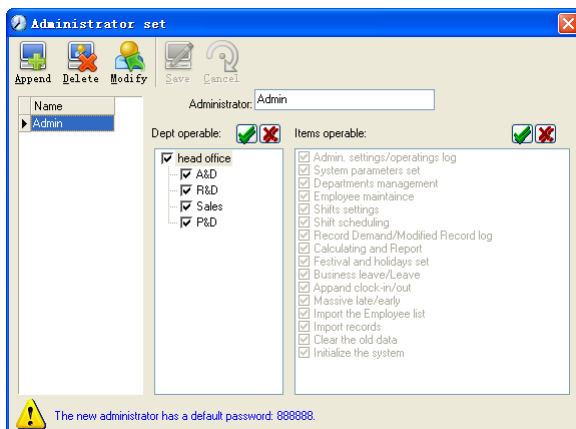 Administrator set
Append Delete Modify Save Cancel
Name
Admin
Administrator: Admin
Dept operable:
Items operable:
head office
A&D
R&D
Sales
P&D
Admin. settings/operatings log
System parameters set
Departments management
Employee maintaince
Shifts settings
Shift scheduling
Record Demand/Modified Record log
Calculating and Report
Festival and holidays set
Business leave/Leave
Appand clock-in/out
Massive late/early
Import the Employee list
Import records
Clear the old data
Initialize the system
The new administrator has a default password: 888888.